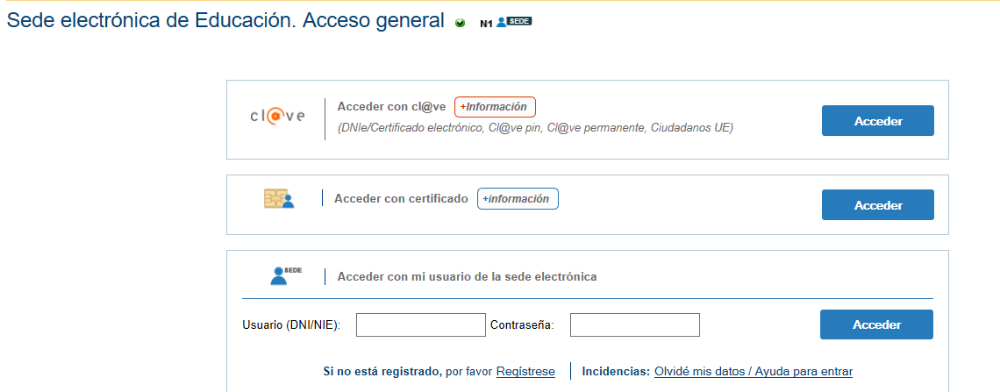 Sede electrónica de Educación. Acceso general N1 SEDE
cl@ve
Acceder con cl@ve +Información
(DNIe/Certificado electrónico, Cl@ve pin, Cl@ve permanente, Ciudadanos UE)
Acceder
Acceder con certificado +información
Acceder
SEDE
Acceder con mi usuario de la sede electrónica
Usuario (DNI/NIE): Contraseña: Acceder
Si no está registrado, por favor Regístrese Incidencias: Olvidé mis datos / Ayuda para entrar